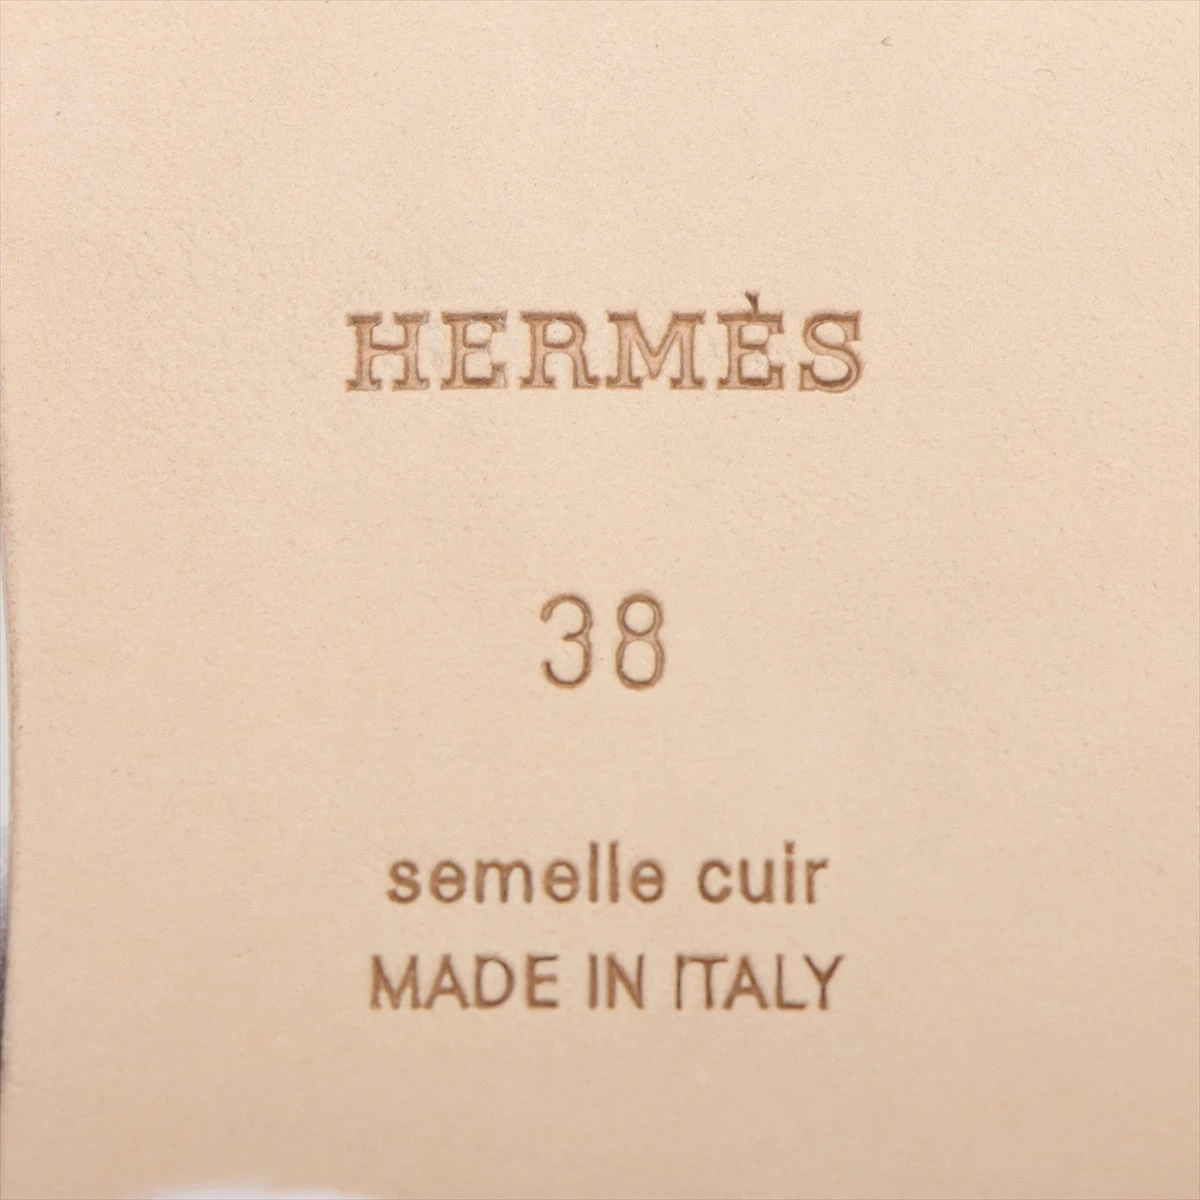 HERMÈS
38
semelle cuir
MADE IN ITALY